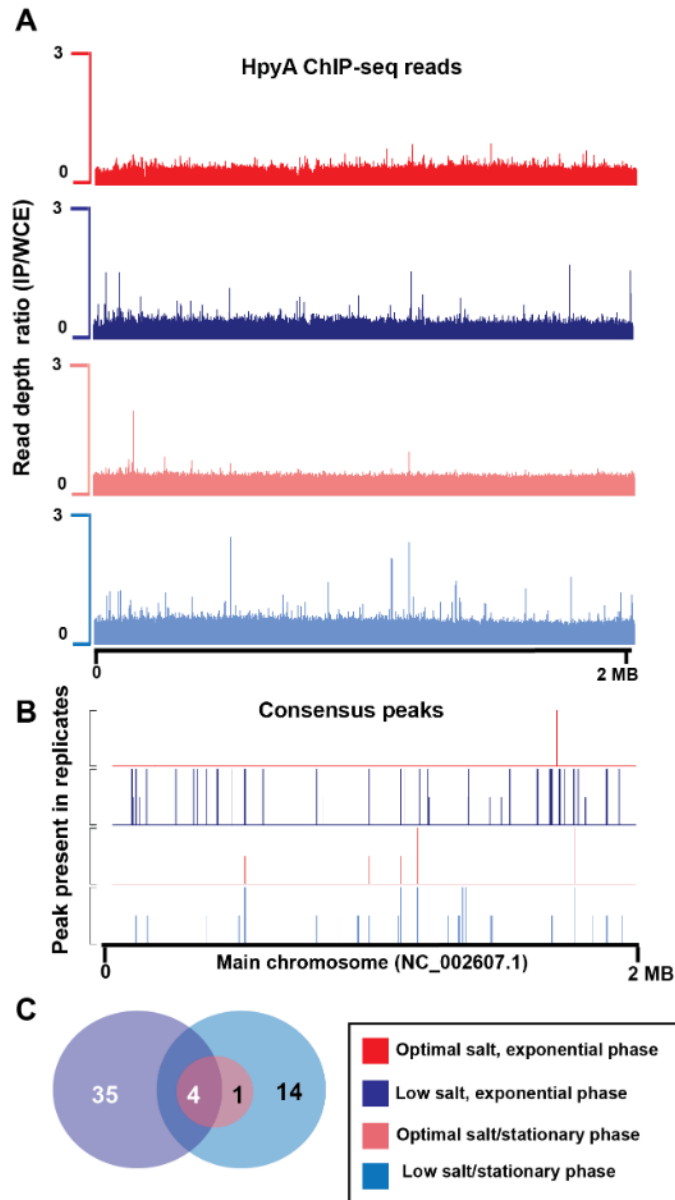 A
HpyA ChIP-seq reads
3
0
3
0
3
0
3
0
Read depth ratio (IP/WCE)
0
2 MB
B
Consensus peaks
Peak present in replicates
0
Main chromosome (NC_002607.1)
2 MB
C
35
4
1
14
Optimal salt, exponential phase
Low salt, exponential phase
Optimal salt/stationary phase
Low salt/stationary phase